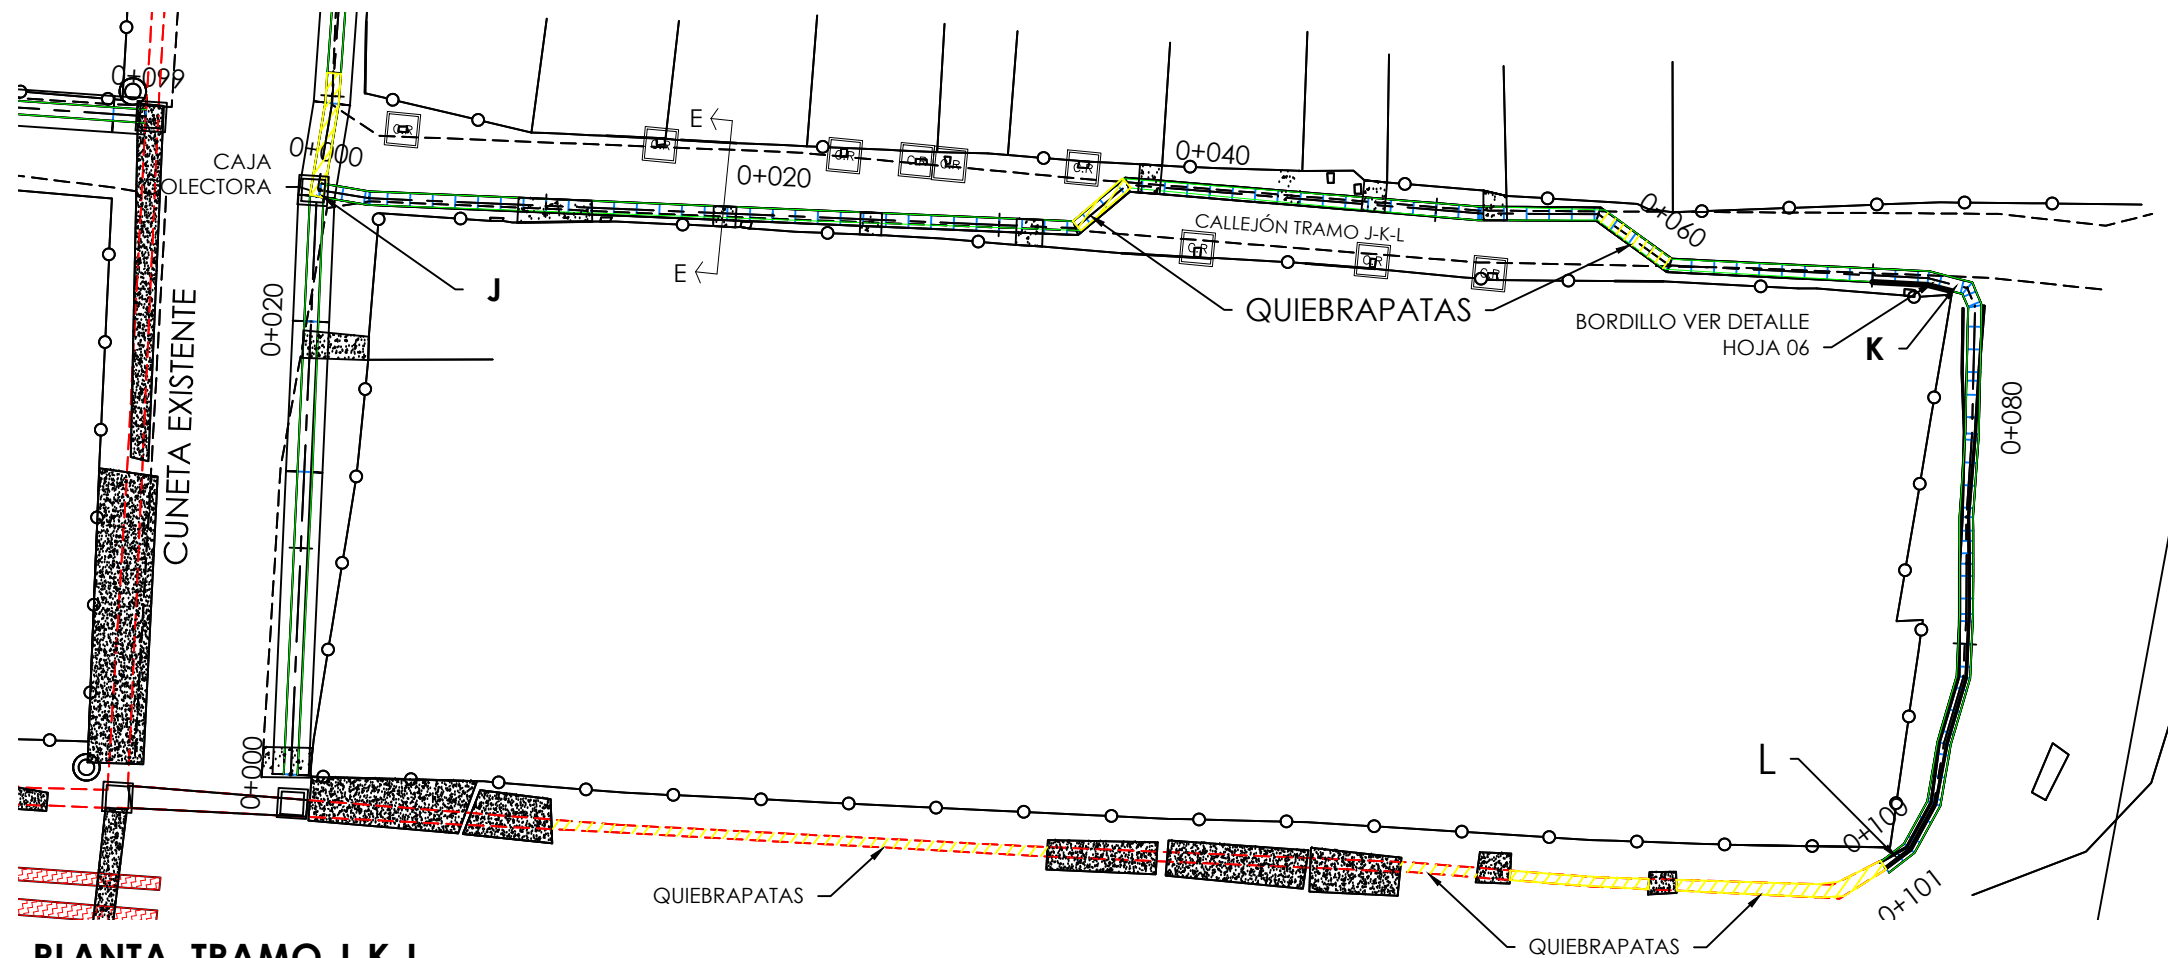 0+099
CAJA
OLECTORA
0+000
E
0+020
E
C.R
C.R
C.R
C.R
C.R
0+040
CALLEJÓN TRAMO J-K-L
C.R
C.R
C.R
0+060
J
QUIEBRAPATAS
BORDILLO VER DETALLE
HOJA 06
K
0+020
CUNETA EXISTENTE
0+080
0+000
L
0+100
0+101
QUIEBRAPATAS
QUIEBRAPATAS
PLANTA TRAMO J-K-L